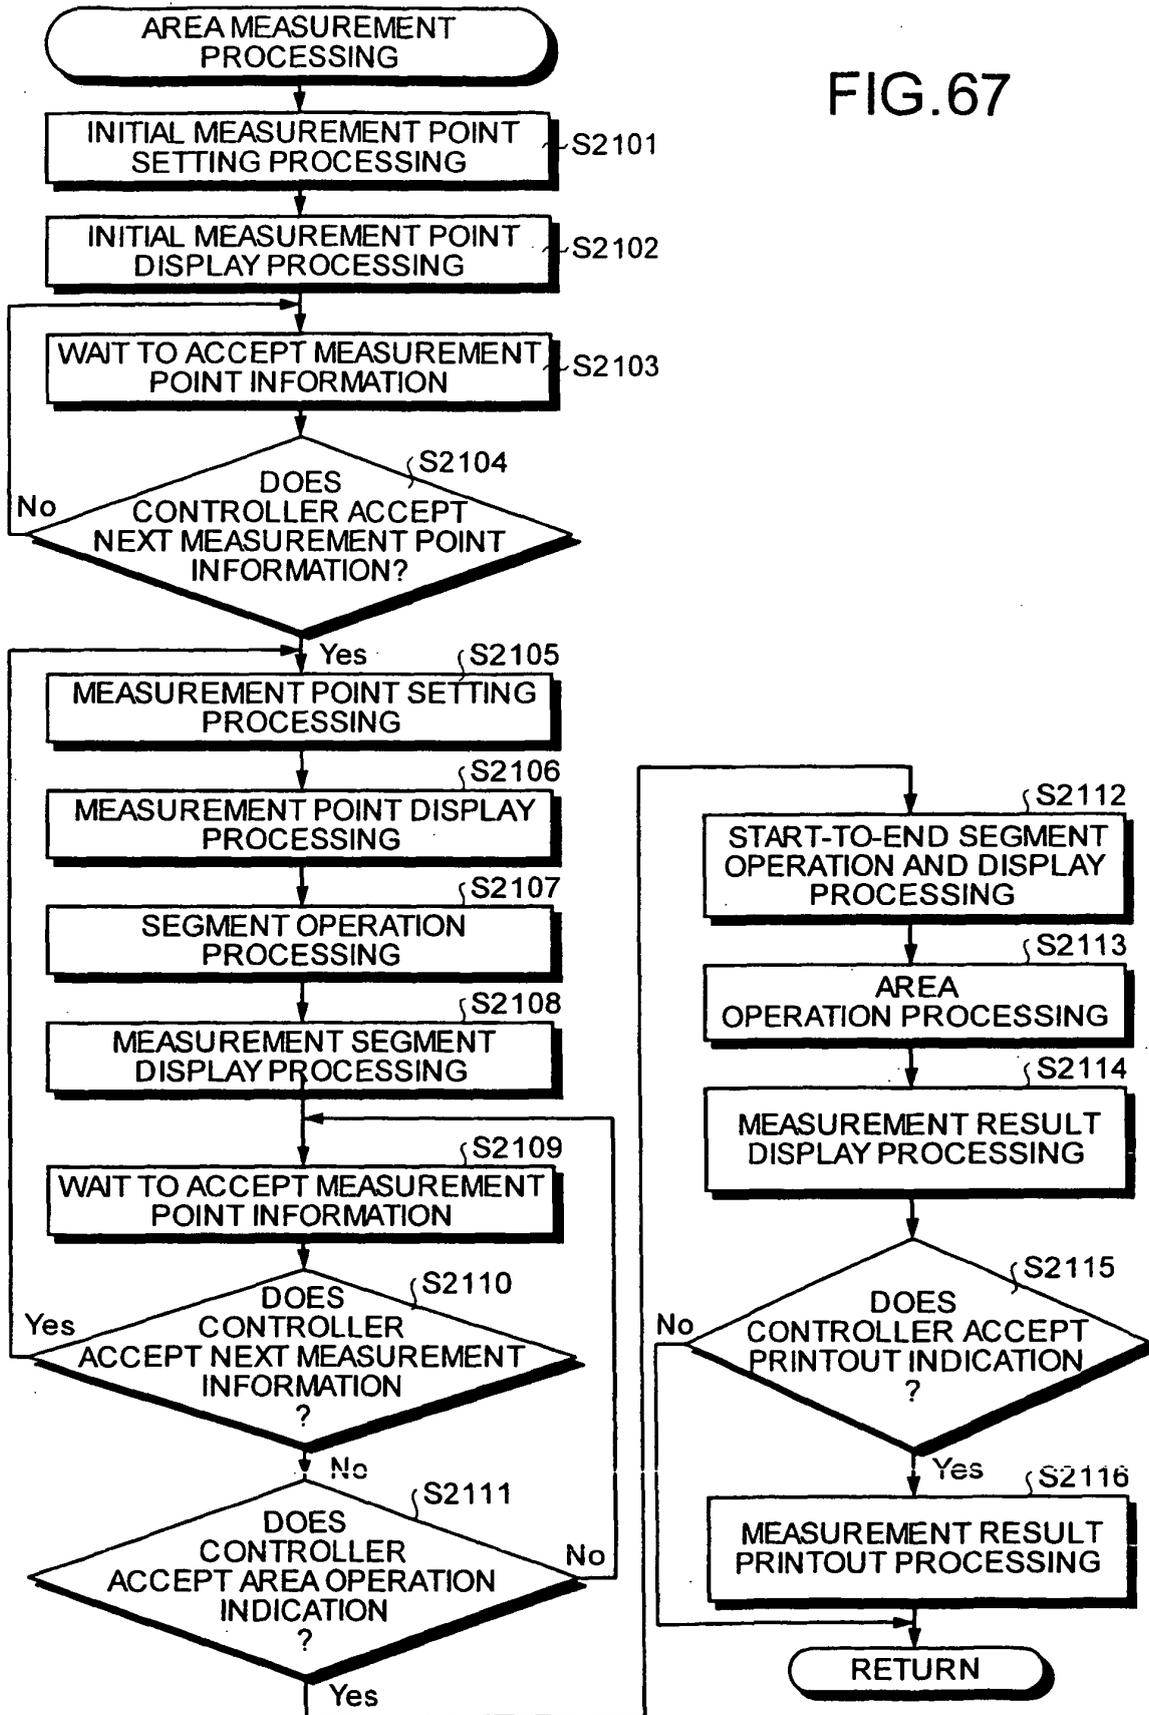 FIG.67
AREA MEASUREMENT
PROCESSING
INITIAL MEASUREMENT POINT
SETTING PROCESSING
S2101
INITIAL MEASUREMENT POINT
DISPLAY PROCESSING
S2102
WAIT TO ACCEPT MEASUREMENT
POINT INFORMATION
S2103
S2104
DOES
CONTROLLER ACCEPT
NEXT MEASUREMENT POINT
INFORMATION?
No
Yes
S2105
MEASUREMENT POINT SETTING
PROCESSING
S2106
MEASUREMENT POINT DISPLAY
PROCESSING
S2107
SEGMENT OPERATION
PROCESSING
S2108
MEASUREMENT SEGMENT
DISPLAY PROCESSING
S2109
WAIT TO ACCEPT MEASUREMENT
POINT INFORMATION
S2110
DOES
CONTROLLER
ACCEPT NEXT MEASUREMENT
INFORMATION
?
Yes
No
S2111
DOES
CONTROLLER
ACCEPT AREA OPERATION
INDICATION
?
No
Yes
S2112
START-TO-END SEGMENT
OPERATION AND DISPLAY
PROCESSING
S2113
AREA
OPERATION PROCESSING
S2114
MEASUREMENT RESULT
DISPLAY PROCESSING
S2115
DOES
CONTROLLER ACCEPT
PRINTOUT INDICATION
?
No
Yes
S2116
MEASUREMENT RESULT
PRINTOUT PROCESSING
RETURN